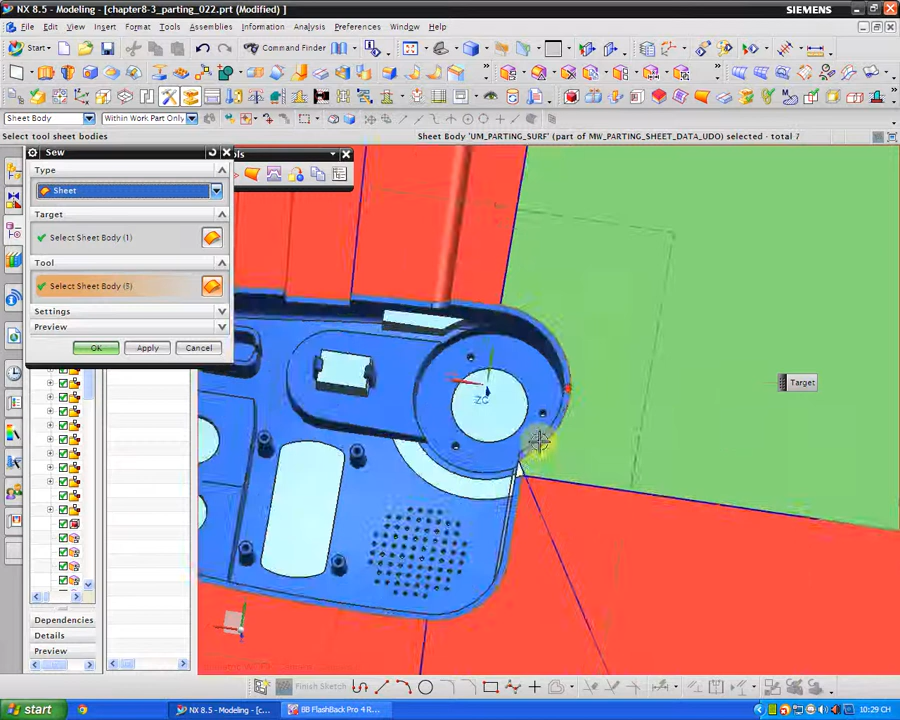 NX 8.5 - Modeling - [chapter8-3_parting_022.prt (Modified) ]
SIEMENS
File Edit View Insert Format Tools Assemblies Information Analysis Preferences Window Help
Start Command Finder
Sheet Body Within Work Part Only
Select tool sheet bodies
Sheet Body 'UM_PARTING_SURF' (part of MW_PARTING_SHEET_DATA_UDO) selected - total 7
Sew
ols
Type
Sheet
Target
Select Sheet Body (1)
Tool
Select Sheet Body (3)
Settings
Preview
OK Apply Cancel
Target
ZC
Dependencies
Details
Preview
Finish Sketch
start
NX 8.5 - Modeling - [c...
BB FlashBack Pro 4 R...
10:29 CH